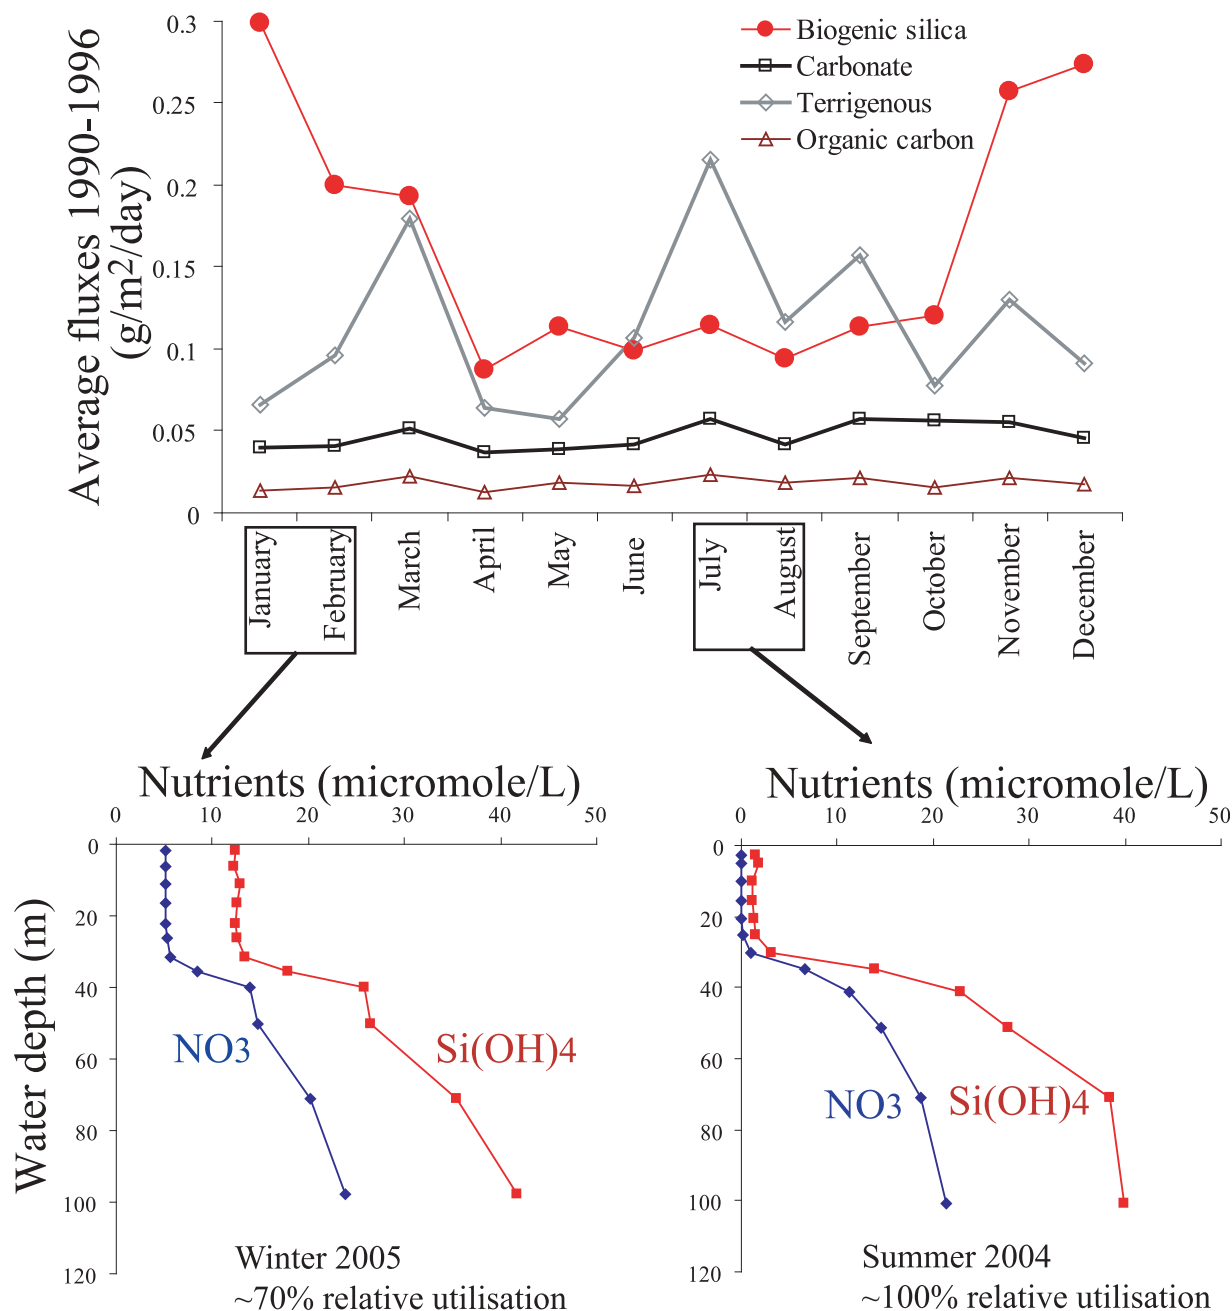 Average fluxes 1990-1996
(g/m2/day)
0.3
0.25
0.2
0.15
0.1
0.05
0
Biogenic silica
Carbonate
Terrigenous
Organic carbon
January
February
March
April
May
June
July
August
September
October
November
December
Nutrients (micromole/L)
0 10 20 30 40 50
Water depth (m)
0
20
40
60
80
100
120
NO3
Si(OH)4
Winter 2005
~70% relative utilisation
Nutrients (micromole/L)
0 10 20 30 40 50
0
20
40
60
80
100
120
NO3
Si(OH)4
Summer 2004
~100% relative utilisation